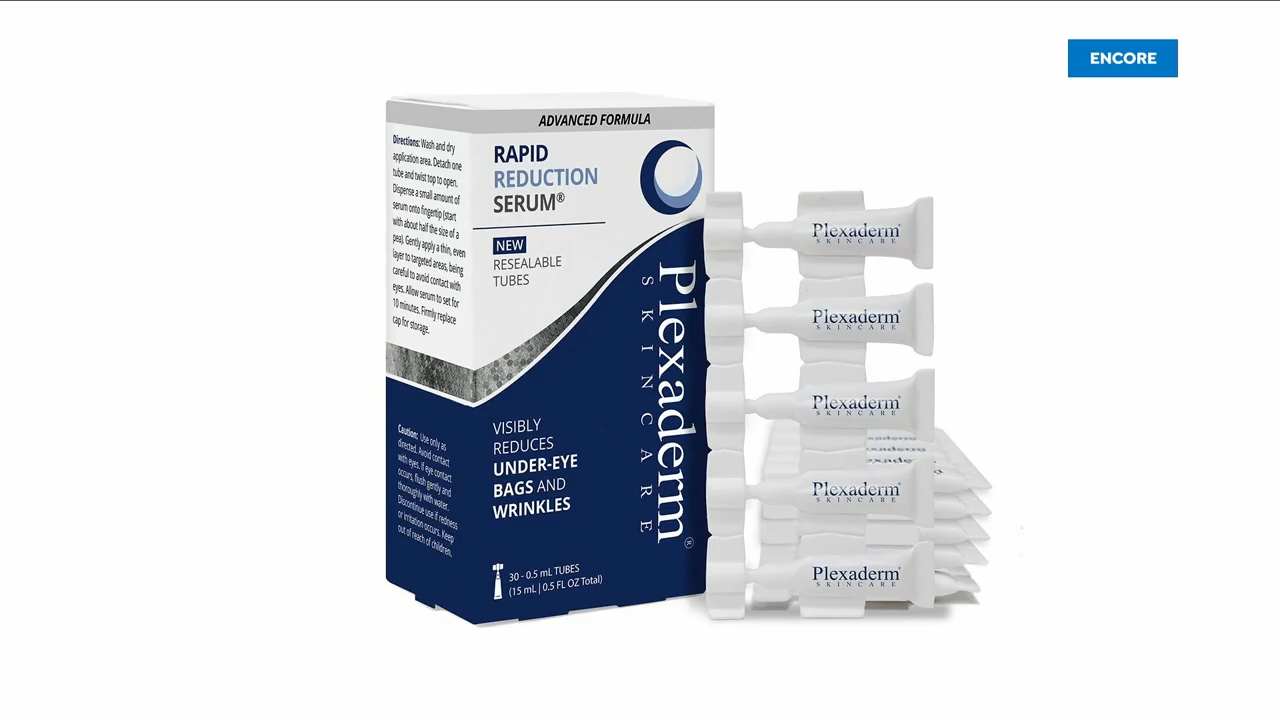 ENCORE
ADVANCED FORMULA
RAPID
REDUCTION
SERUM®
NEW
RESEALABLE
TUBES
Plexaderm®
SKINCARE
VISIBLY
REDUCES
UNDER-EYE
BAGS AND
WRINKLES
30 - 0.5 mL TUBES
(15 mL | 0.5 FL OZ Total)
Directions: Wash and dry
application area. Detach one
tube and twist top to open.
Dispense a small amount of
serum onto fingertip (start
with about half the size of a
pea). Gently apply a thin, even
layer to targeted areas, being
careful to avoid contact with
eyes. Allow serum to set for
10 minutes. Firmly replace
cap for storage.
Caution: Use only as
directed. Avoid contact
with eyes. If eye contact
occurs, flush gently and
thoroughly with water.
Discontinue use if redness
or irritation occurs. Keep
out of reach of children.
Plexaderm®
SKINCARE
Plexaderm®
SKINCARE
Plexaderm®
SKINCARE
Plexaderm®
SKINCARE
Plexaderm®
SKINCARE